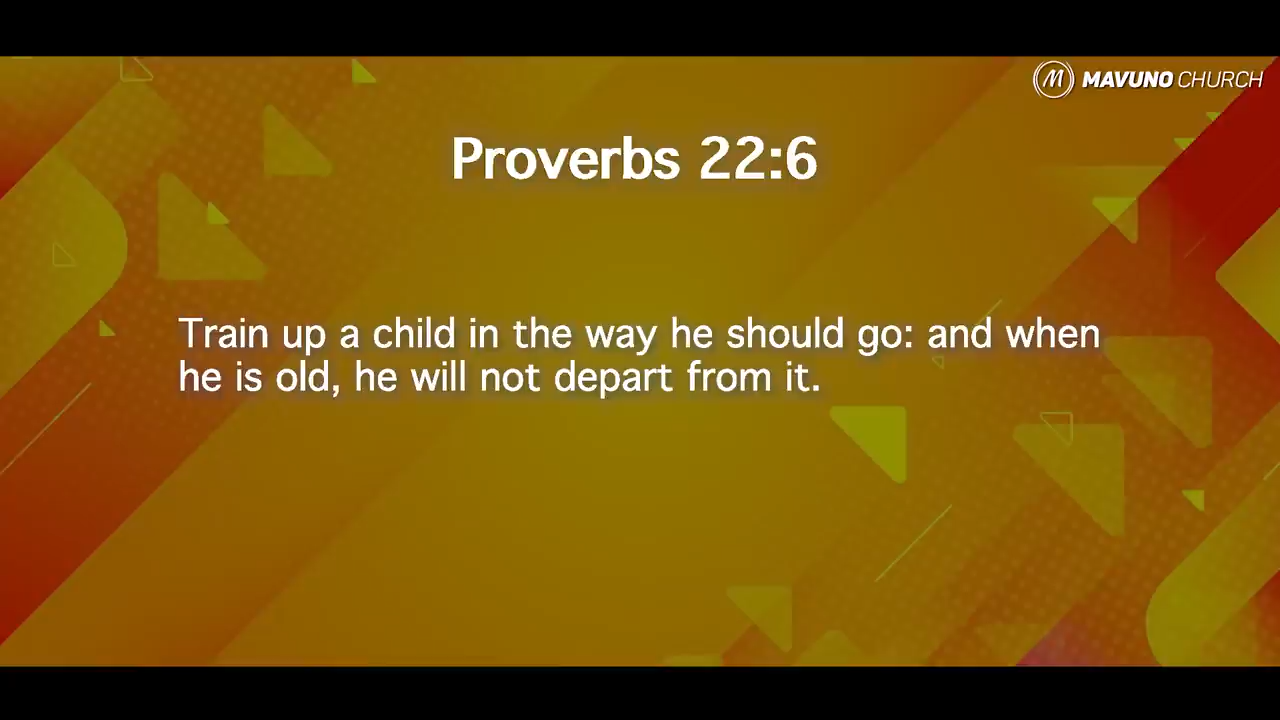 MAVUNO CHURCH
Proverbs 22:6
Train up a child in the way he should go: and when
he is old, he will not depart from it.